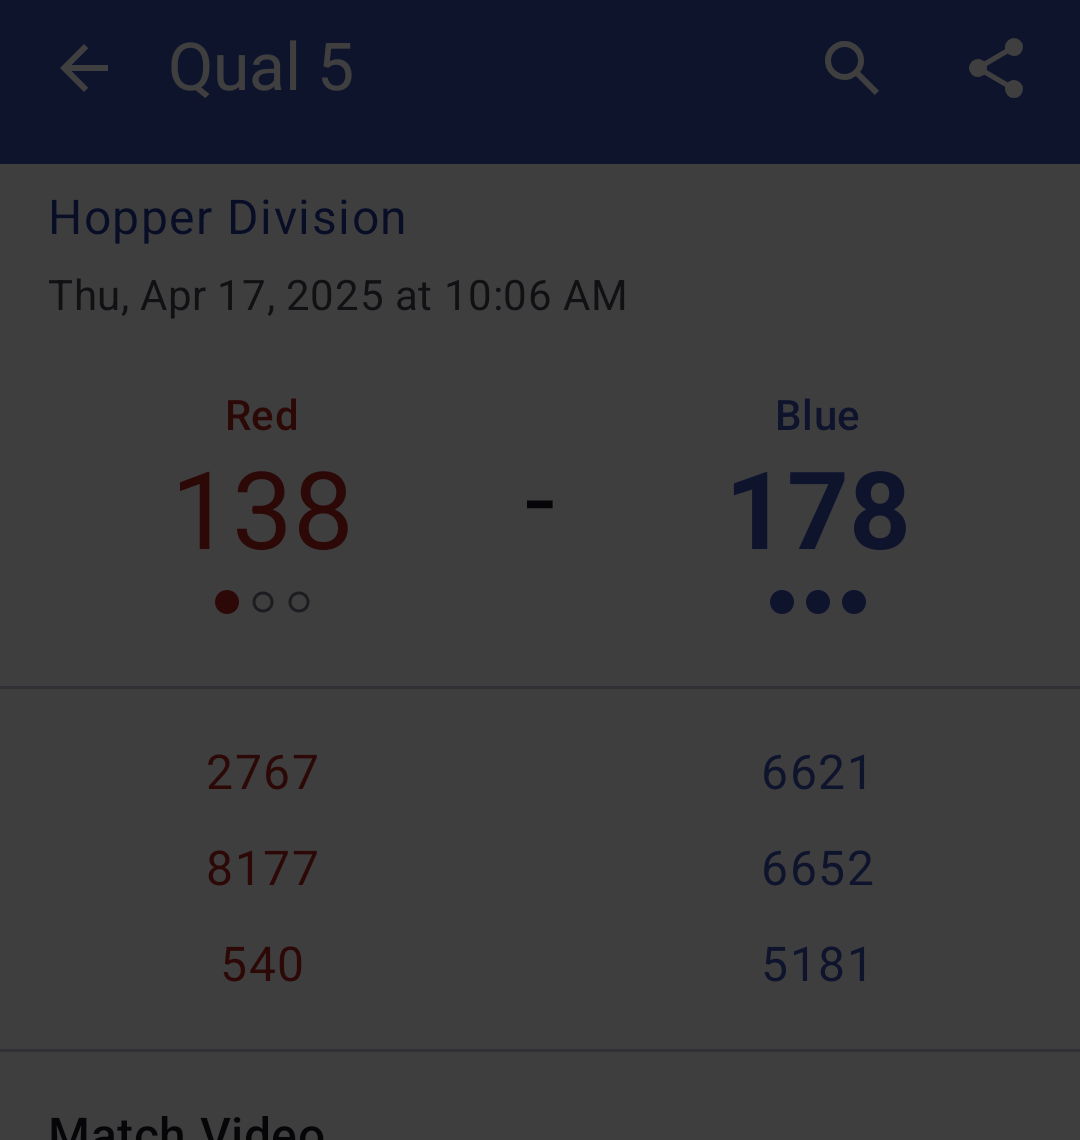 Qual 5
Hopper Division
Thu, Apr 17, 2025 at 10:06 AM
Red Blue
138 - 178
2767 6621
8177 6652
540 5181
Match Video